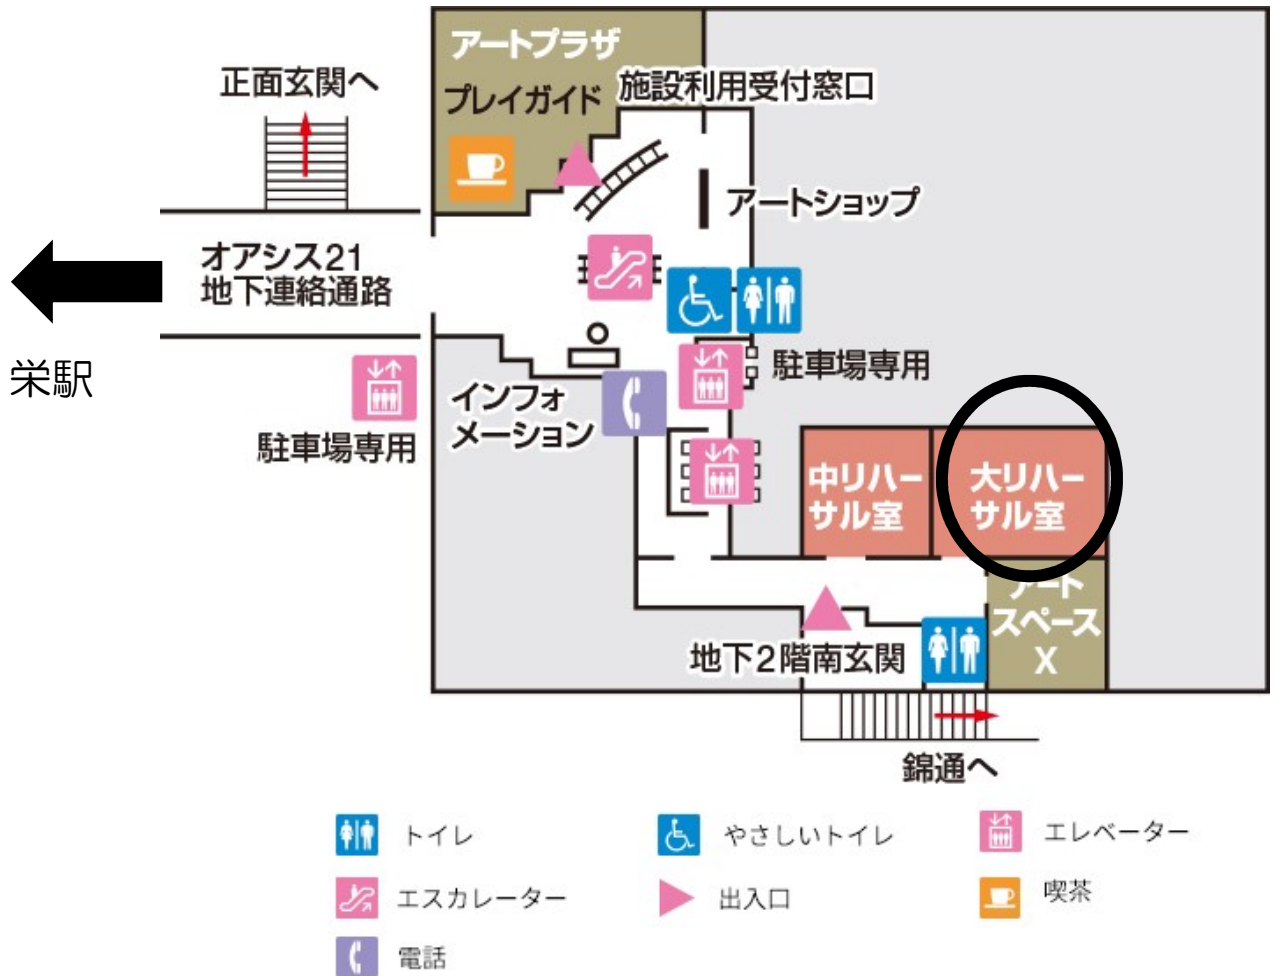 アートプラザ
プレイガイド
施設利用受付窓口
正面玄関へ
アートショップ
オアシス21
地下連絡通路
栄駅
駐車場専用
インフォ
メーション
駐車場専用
中リハー
サル室
大リハー
サル室
アート
スペース
X
地下2階南玄関
錦通へ
トイレ
やさしいトイレ
エレベーター
エスカレーター
出入口
喫茶
電話